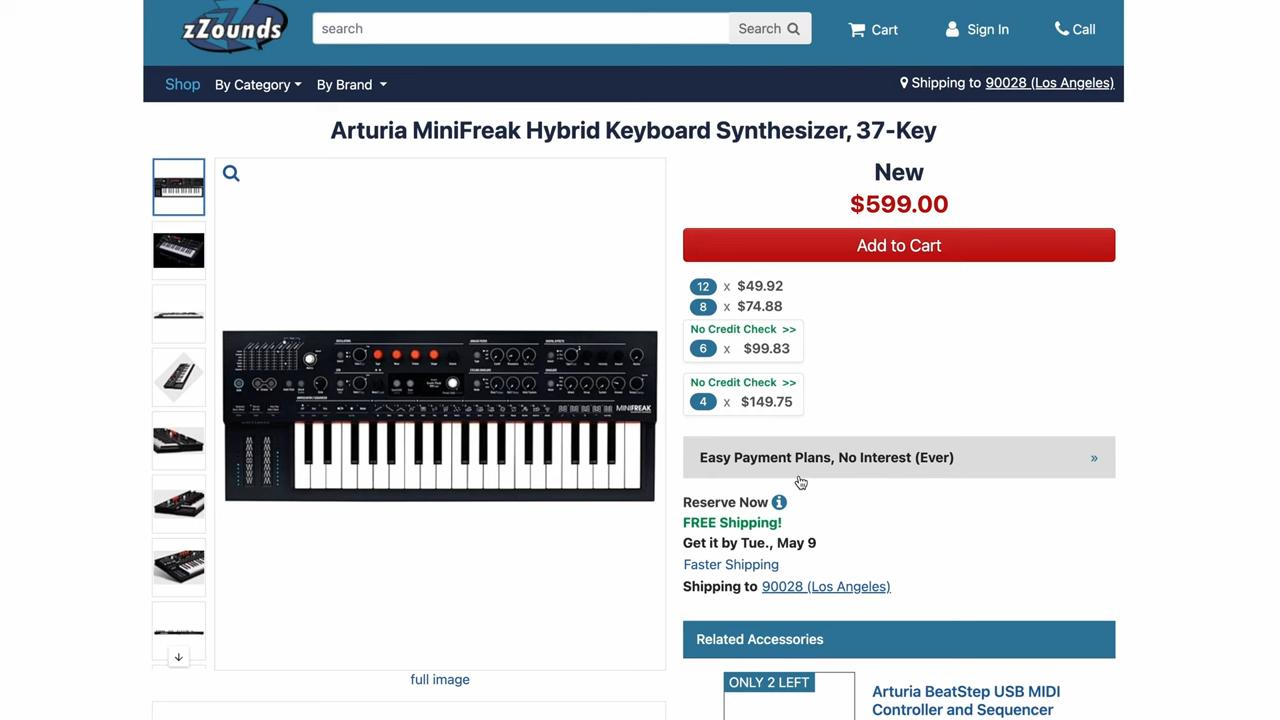 zZounds
search
Search
Cart
Sign In
Call
Shop
By Category
By Brand
Shipping to 90028 (Los Angeles)
Arturia MiniFreak Hybrid Keyboard Synthesizer, 37-Key
New
$599.00
Add to Cart
12 x $49.92
8 x $74.88
No Credit Check >>
6 x $99.83
No Credit Check >>
4 x $149.75
Easy Payment Plans, No Interest (Ever) »
Reserve Now
FREE Shipping!
Get it by Tue., May 9
Faster Shipping
Shipping to 90028 (Los Angeles)
MINIFREAK
full image
Related Accessories
ONLY 2 LEFT
Arturia BeatStep USB MIDI
Controller and Sequencer